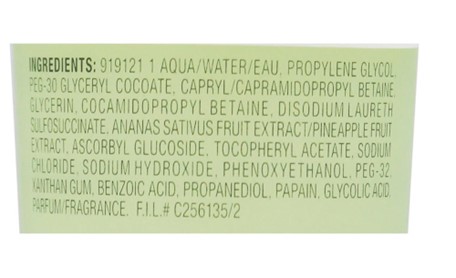 INGREDIENTS: 919121 1 AQUA/WATER/EAU, PROPYLENE GLYCOL,
PEG-30 GLYCERYL COCOATE, CAPRYL/CAPRAMIDOPROPYL BETAINE,
GLYCERIN, COCAMIDOPROPYL BETAINE, DISODIUM LAURETH
SULFOSUCCINATE, ANANAS SATIVUS FRUIT EXTRACT/PINEAPPLE FRUIT
EXTRACT, ASCORBYL GLUCOSIDE, TOCOPHERYL ACETATE, SODIUM
CHLORIDE, SODIUM HYDROXIDE, PHENOXYETHANOL, PEG-32,
XANTHAN GUM, BENZOIC ACID, PROPANEDIOL, PAPAIN, GLYCOLIC ACID,
PARFUM/FRAGRANCE. F.I.L.# C256135/2